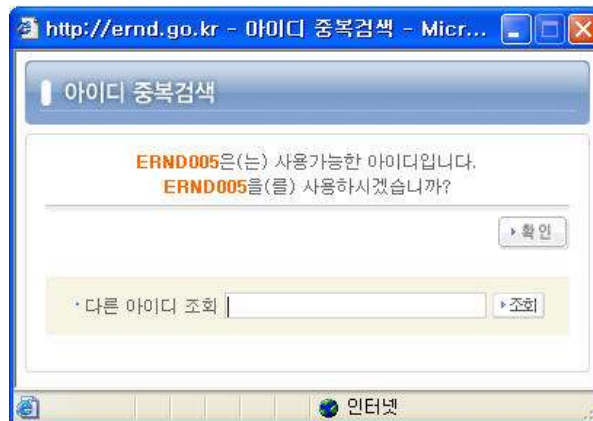 http://ernd.go.kr - 아이디 중복검색 - Micr...
아이디 중복검색
ERND005은(는) 사용가능한 아이디입니다.
ERND005을(를) 사용하시겠습니까?
확인
다른 아이디 조회
조회
인터넷